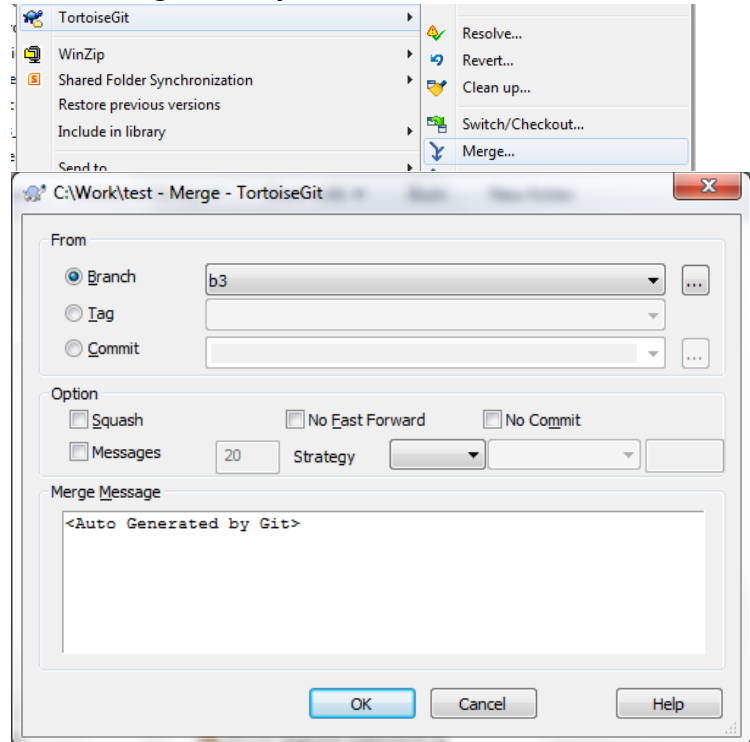 TortoiseGit
WinZip
Shared Folder Synchronization
Restore previous versions
Include in library
Send to
Resolve...
Revert...
Clean up...
Switch/Checkout...
Merge...
C:\Work\test - Merge - TortoiseGit
From
Branch b3 ...
Tag
Commit ...
Option
Squash No Fast Forward No Commit
Messages 20 Strategy
Merge Message
<Auto Generated by Git>
OK Cancel Help